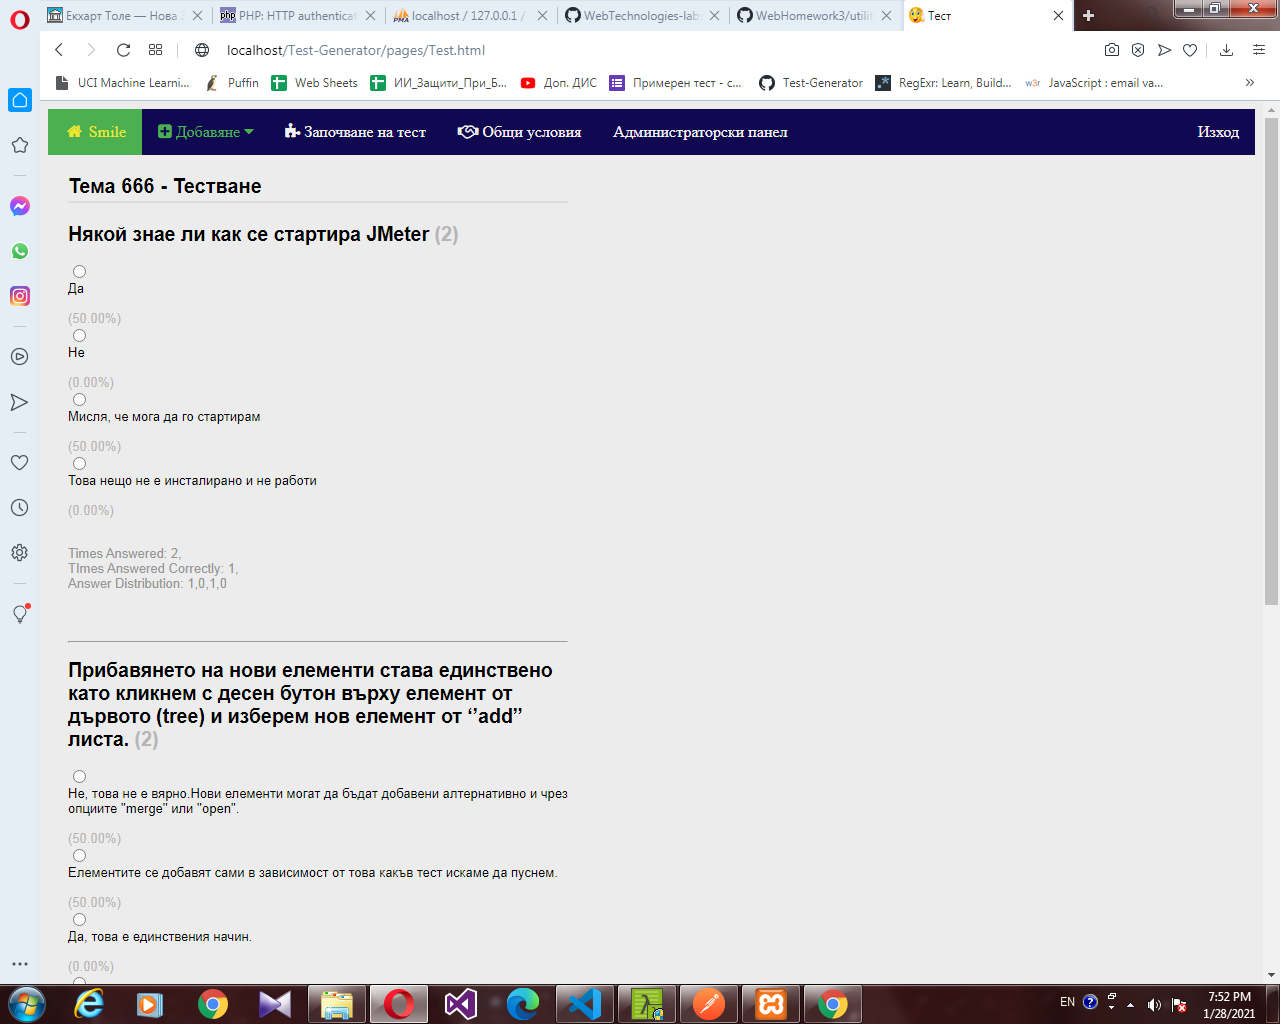 Екхарт Толе — Нова З
PHP: HTTP authenticat
localhost / 127.0.0.1 /
WebTechnologies-lab
WebHomework3/utilit
Тест
localhost/Test-Generator/pages/Test.html
UCI Machine Learni...
Puffin
Web Sheets
ИИ_Защити_При_Б...
Доп. ДИС
Примерен тест - с...
Test-Generator
RegExr: Learn, Build...
w3r JavaScript : email va...
Smile
Добавяне
Започване на тест
Общи условия
Администраторски панел
Изход
Тема 666 - Тестване
Някой знае ли как се стартира JMeter (2)
Да
(50.00%)
Не
(0.00%)
Мисля, че мога да го стартирам
(50.00%)
Това нещо не е инсталирано и не работи
(0.00%)
Times Answered: 2,
TImes Answered Correctly: 1,
Answer Distribution: 1,0,1,0
Прибавянето на нови елементи става единствено
като кликнем с десен бутон върху елемент от
дървото (tree) и изберем нов елемент от ‘’add’’
листа. (2)
Не, това не е вярно.Нови елементи могат да бъдат добавени алтернативно и чрез
опциите "merge" или "open".
(50.00%)
Елементите се добавят сами в зависимост от това какъв тест искаме да пуснем.
(50.00%)
Да, това е единствения начин.
(0.00%)
EN
7:52 PM
1/28/2021